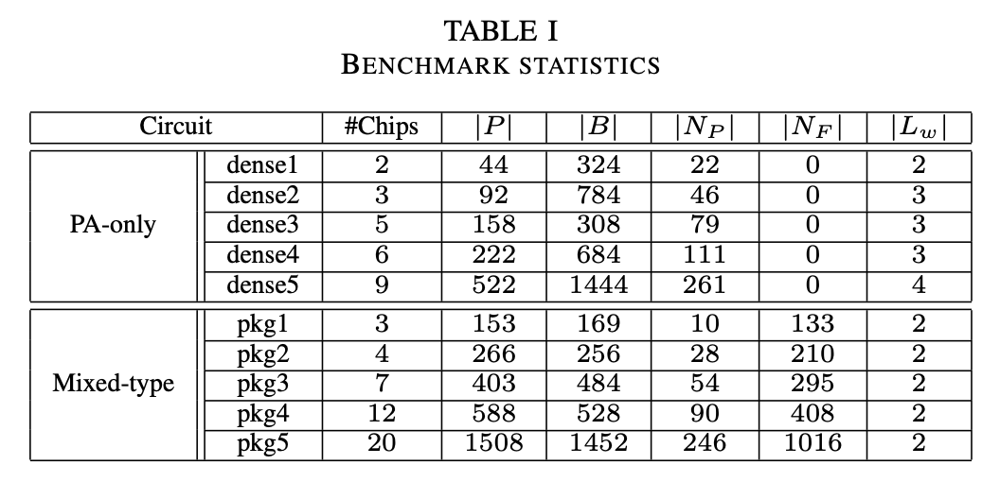 TABLE I
BENCHMARK STATISTICS
Circuit #Chips |P| |B| |N_P| |N_F| |L_w|
PA-only
dense1 2 44 324 22 0 2
dense2 3 92 784 46 0 3
dense3 5 158 308 79 0 3
dense4 6 222 684 111 0 3
dense5 9 522 1444 261 0 4
Mixed-type
pkg1 3 153 169 10 133 2
pkg2 4 266 256 28 210 2
pkg3 7 403 484 54 295 2
pkg4 12 588 528 90 408 2
pkg5 20 1508 1452 246 1016 2